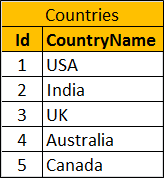 Countries
Id CountryName
1 USA
2 India
3 UK
4 Australia
5 Canada